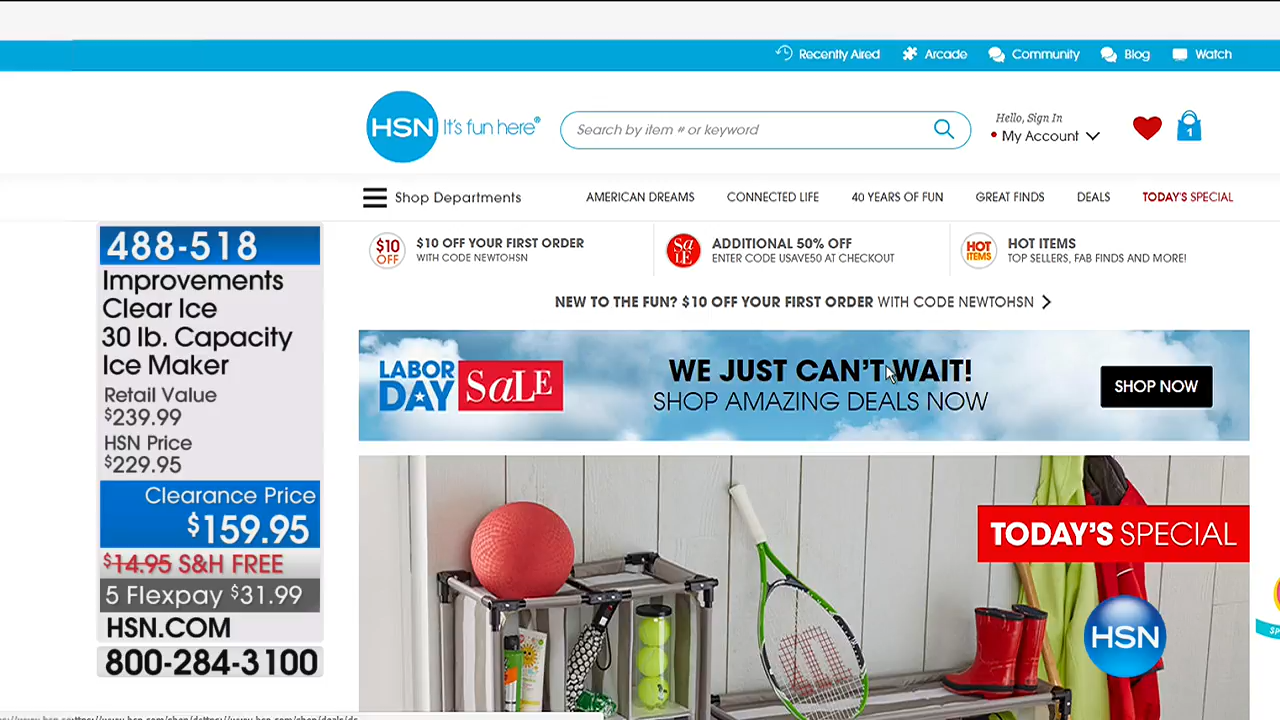 Recently Aired
Arcade
Community
Blog
Watch
HSN It's fun here®
Search by item # or keyword
Hello, Sign In
My Account
1
Shop Departments
AMERICAN DREAMS
CONNECTED LIFE
40 YEARS OF FUN
GREAT FINDS
DEALS
TODAY'S SPECIAL
$10 OFF
$10 OFF YOUR FIRST ORDER
WITH CODE NEWTOHSN
SaLE
ADDITIONAL 50% OFF
ENTER CODE USAVE50 AT CHECKOUT
HOT ITEMS
HOT ITEMS
TOP SELLERS, FAB FINDS AND MORE!
NEW TO THE FUN? $10 OFF YOUR FIRST ORDER WITH CODE NEWTOHSN
LABOR DAY SaLE
WE JUST CAN'T WAIT!
SHOP AMAZING DEALS NOW
SHOP NOW
TODAY'S SPECIAL
HSN
488-518
Improvements
Clear Ice
30 lb. Capacity
Ice Maker
Retail Value
$239.99
HSN Price
$229.95
Clearance Price
$159.95
$14.95 S&H FREE
5 Flexpay $31.99
HSN.COM
800-284-3100